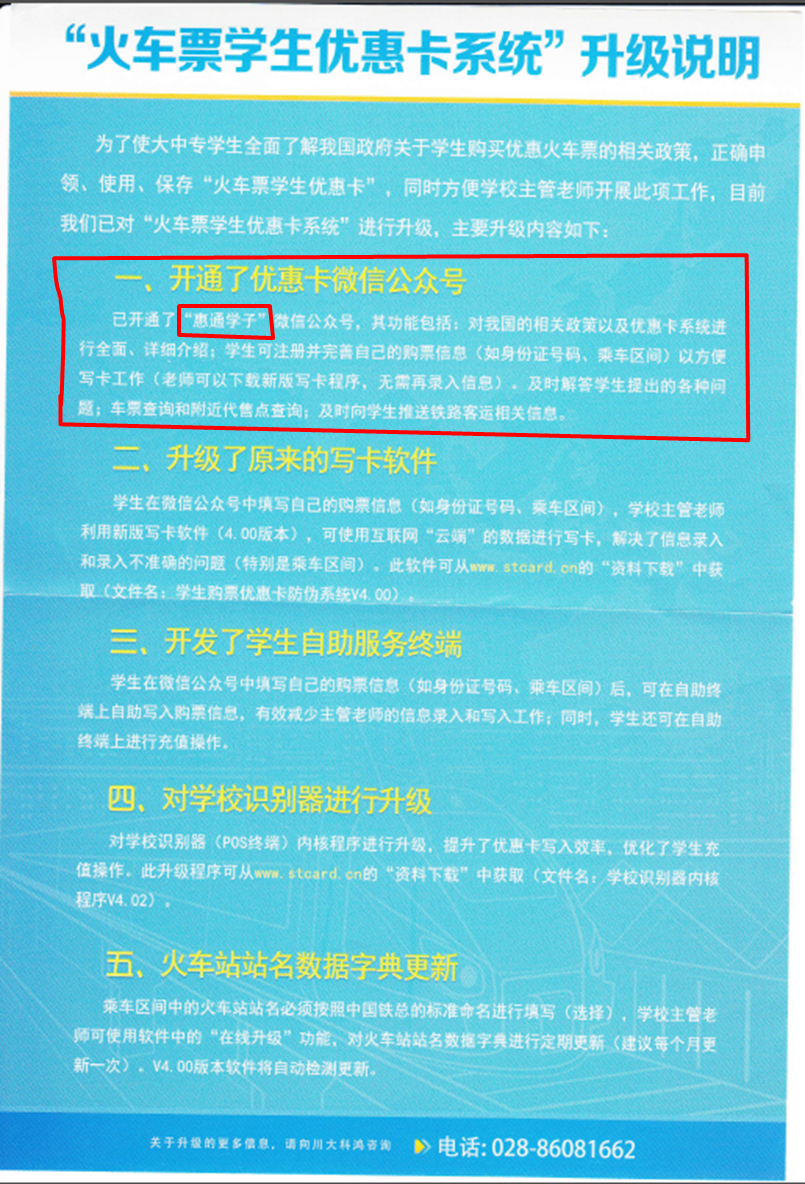 “火车票学生优惠卡系统”升级说明
为了使大中专学生全面了解我国政府关于学生购买优惠火车票的相关政策，正确申
领、使用、保存“火车票学生优惠卡”，同时方便学校主管老师开展此项工作，目前
我们已对“火车票学生优惠卡系统”进行升级，主要升级内容如下：
一、开通了优惠卡微信公众号
已开通了“惠通学子”微信公众号，其功能包括：对我国的相关政策以及优惠卡系统进
行全面、详细介绍；学生可注册并完善自己的购票信息（如身份证号码、乘车区间）以方便
写卡工作（老师可以下载新版写卡程序，无需再录入信息）。及时解答学生提出的各种问
题；车票查询和附近代售点查询；及时向学生推送铁路客运相关信息。
二、升级了原来的写卡软件
学生在微信公众号中填写自己的购票信息（如身份证号码、乘车区间），学校主管老师
利用新版写卡软件（4.00版本），可使用互联网“云端”的数据进行写卡，解决了信息录入
和录入不准确的问题（特别是乘车区间）。此软件可从www.stcard.cn的“资料下载”中获
取（文件名：学生购票优惠卡防伪系统V4.00）。
三、开发了学生自助服务终端
学生在微信公众号中填写自己的购票信息（如身份证号码、乘车区间）后，可在自助终
端上自助写入购票信息，有效减少主管老师的信息录入和写入工作；同时，学生还可在自助
终端上进行充值操作。
四、对学校识别器进行升级
对学校识别器（POS终端）内核程序进行升级，提升了优惠卡写入效率，优化了学生充
值操作。此升级程序可从www.stcard.cn的“资料下载”中获取（文件名：学校识别器内核
程序V4.02）。
五、火车站站名数据字典更新
乘车区间中的火车站站名必须按照中国铁总的标准命名进行填写（选择），学校主管老
师可使用软件中的“在线升级”功能，对火车站站名数据字典进行定期更新（建议每个月更
新一次）。V4.00版本软件将自动检测更新。
关于升级的更多信息，请向川大科鸿咨询 电话: 028-86081662